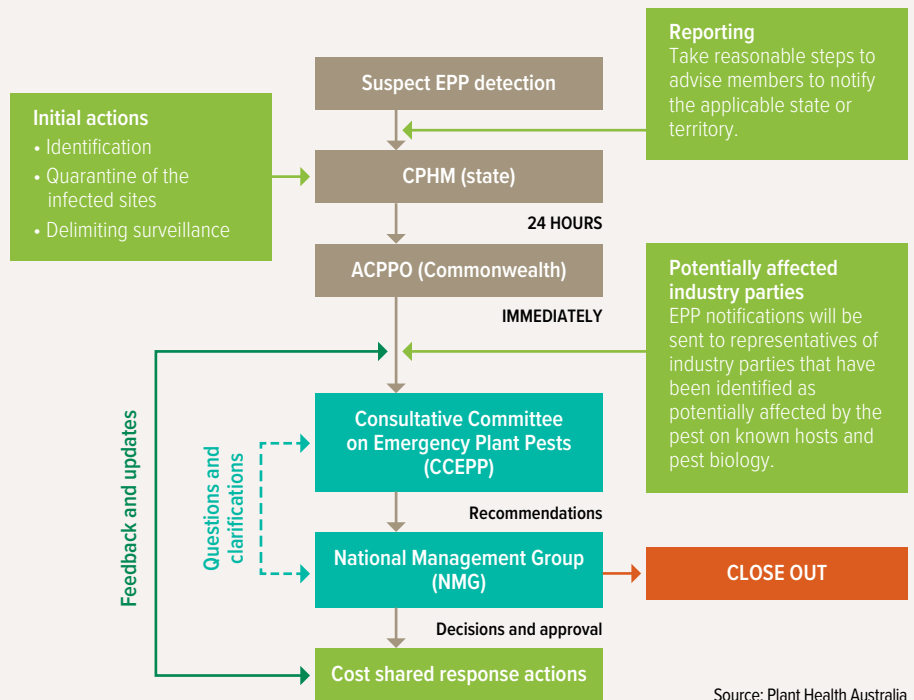 Suspect EPP detection
Reporting
Take reasonable steps to
advise members to notify
the applicable state or
territory.
Initial actions
• Identification
• Quarantine of the
infected sites
• Delimiting surveillance
CPHM (state)
24 HOURS
ACPPO (Commonwealth)
IMMEDIATELY
Potentially affected
industry parties
EPP notifications will be
sent to representatives of
industry parties that have
been identified as
potentially affected by the
pest on known hosts and
pest biology.
Feedback and updates
Questions and
clarifications
Consultative Committee
on Emergency Plant Pests
(CCEPP)
Recommendations
National Management Group
(NMG)
CLOSE OUT
Decisions and approval
Cost shared response actions
Source: Plant Health Australia